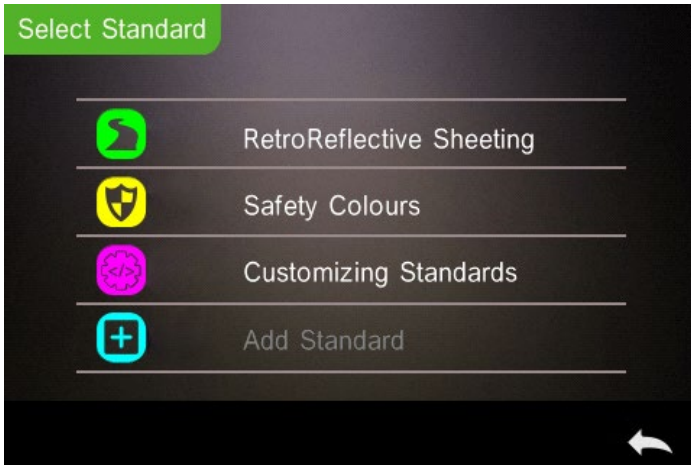 Select Standard
RetroReflective Sheeting
Safety Colours
Customizing Standards
Add Standard